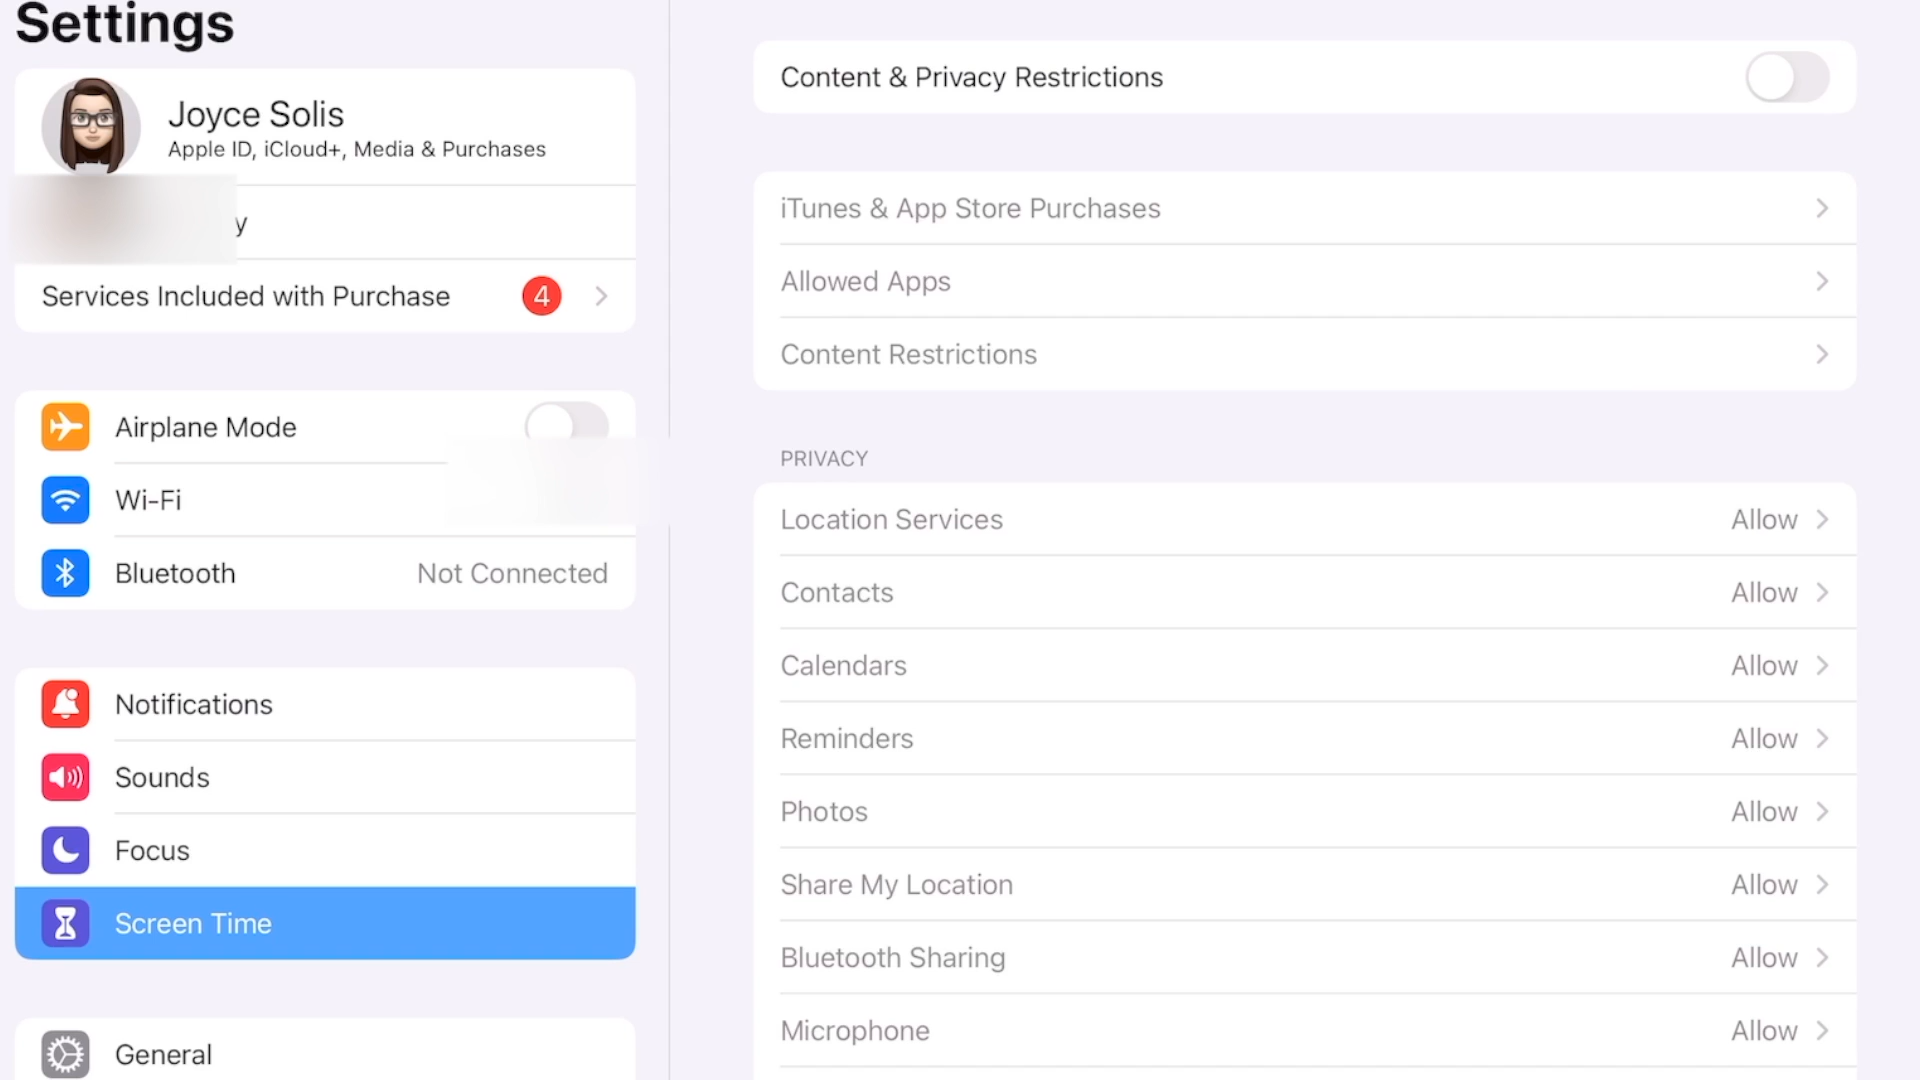 Settings
Joyce Solis
Apple ID, iCloud+, Media & Purchases
Services Included with Purchase 4
Airplane Mode
Wi-Fi
Bluetooth Not Connected
Notifications
Sounds
Focus
Screen Time
General
Content & Privacy Restrictions
iTunes & App Store Purchases
Allowed Apps
Content Restrictions
PRIVACY
Location Services Allow
Contacts Allow
Calendars Allow
Reminders Allow
Photos Allow
Share My Location Allow
Bluetooth Sharing Allow
Microphone Allow